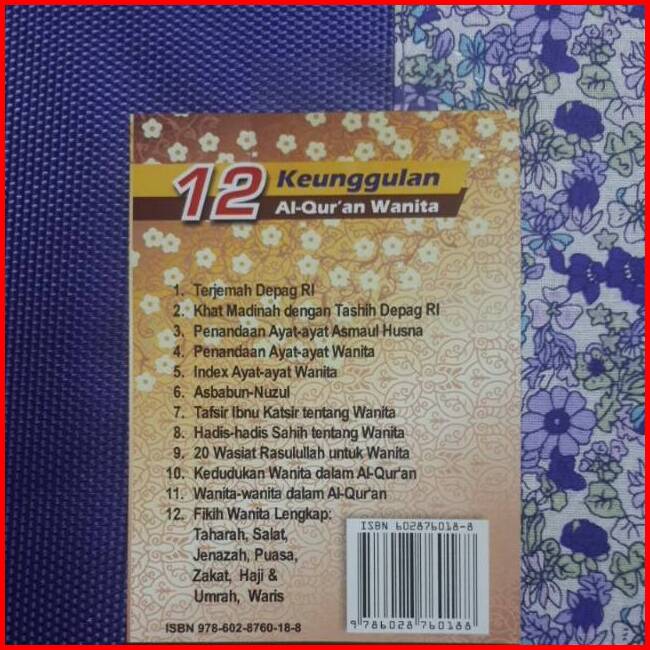 12 Keunggulan
Al-Qur'an Wanita
1. Terjemah Depag RI
2. Khat Madinah dengan Tashih Depag RI
3. Penandaan Ayat-ayat Asmaul Husna
4. Penandaan Ayat-ayat Wanita
5. Index Ayat-ayat Wanita
6. Asbabun-Nuzul
7. Tafsir Ibnu Katsir tentang Wanita
8. Hadis-hadis Sahih tentang Wanita
9. 20 Wasiat Rasulullah untuk Wanita
10. Kedudukan Wanita dalam Al-Qur'an
11. Wanita-wanita dalam Al-Qur'an
12. Fikih Wanita Lengkap:
Taharah, Salat,
Jenazah, Puasa,
Zakat, Haji &
Umrah, Waris
ISBN 602876018-8
9 786028 760188
ISBN 978-602-8760-18-8